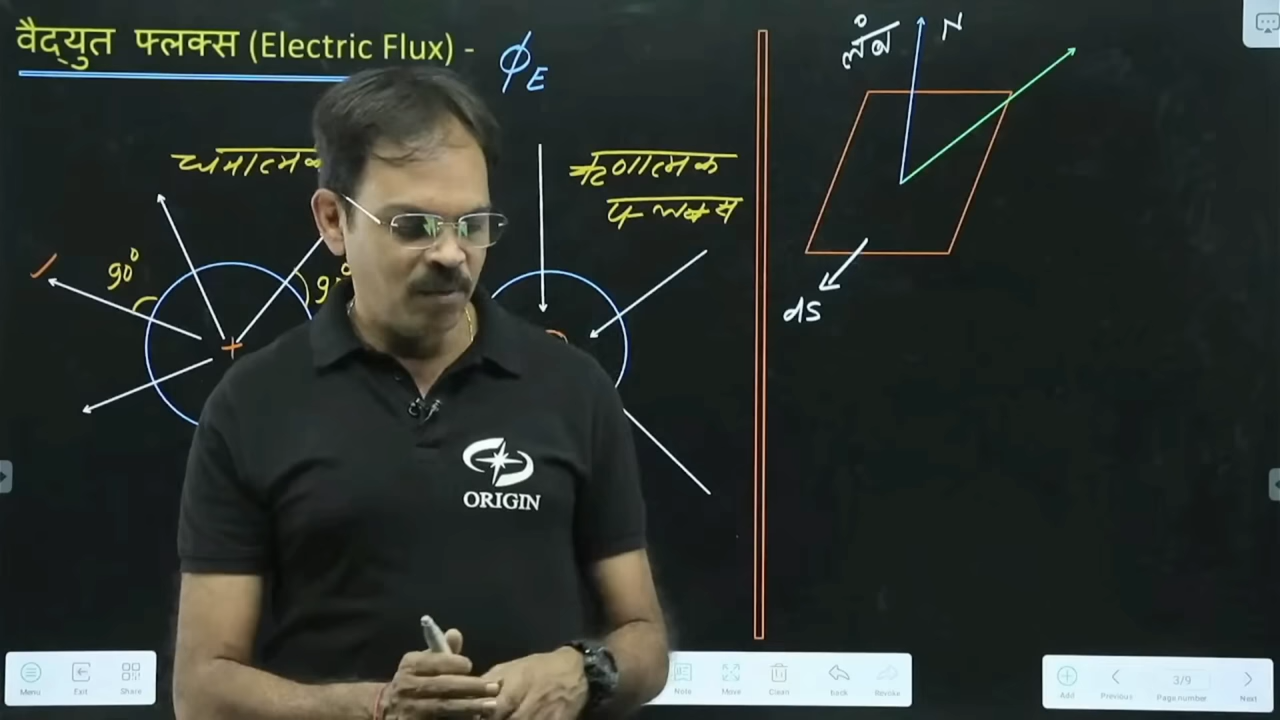 वैद्युत फ्लक्स (Electric Flux) - ϕE
लंब N
धनात्मक
ऋणात्मक
फ्लक्स
90°
dS
+
ORIGIN
Menu Exit Share
Note Move Clean back Revoke
Add Previous 3/9 Next
Page number